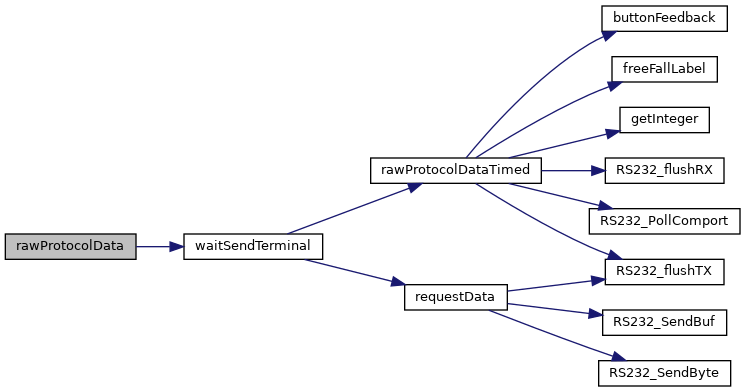 buttonFeedback
freeFallLabel
getInteger
rawProtocolDataTimed
RS232_flushRX
RS232_PollComport
rawProtocolData
waitSendTerminal
RS232_flushTX
requestData
RS232_SendBuf
RS232_SendByte